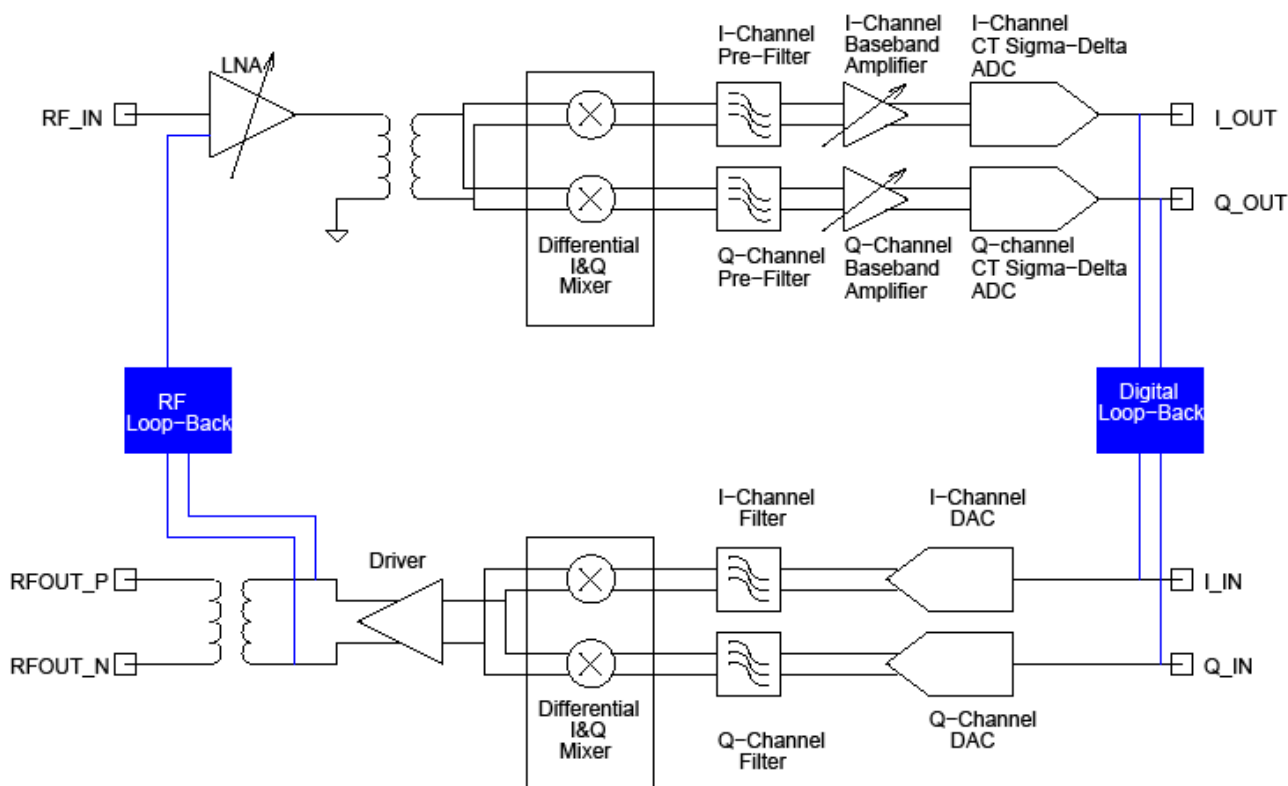 I-Channel
Pre-Filter
I-Channel
Baseband
Amplifier
I-Channel
CT Sigma-Delta
ADC
LNA
RF_IN
I_OUT
Q_OUT
Differential
I&Q
Mixer
Q-Channel
Pre-Filter
Q-Channel
Baseband
Amplifier
Q-channel
CT Sigma-Delta
ADC
RF
Loop-Back
Digital
Loop-Back
I-Channel
Filter
I-Channel
DAC
Driver
RFOUT_P
I_IN
RFOUT_N
Q_IN
Differential
I&Q
Mixer
Q-Channel
Filter
Q-Channel
DAC